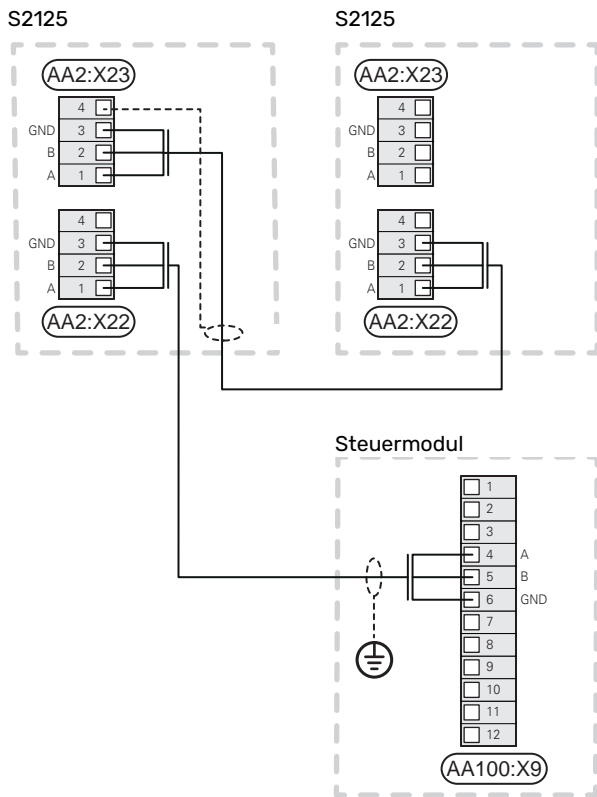 S2125
S2125
AA2:X23
4
GND 3
B 2
A 1
4
GND 3
B 2
A 1
AA2:X22
AA2:X23
4
GND 3
B 2
A 1
4
GND 3
B 2
A 1
AA2:X22
Steuermodul
1
2
3
4 A
5 B
6 GND
7
8
9
10
11
12
AA100:X9